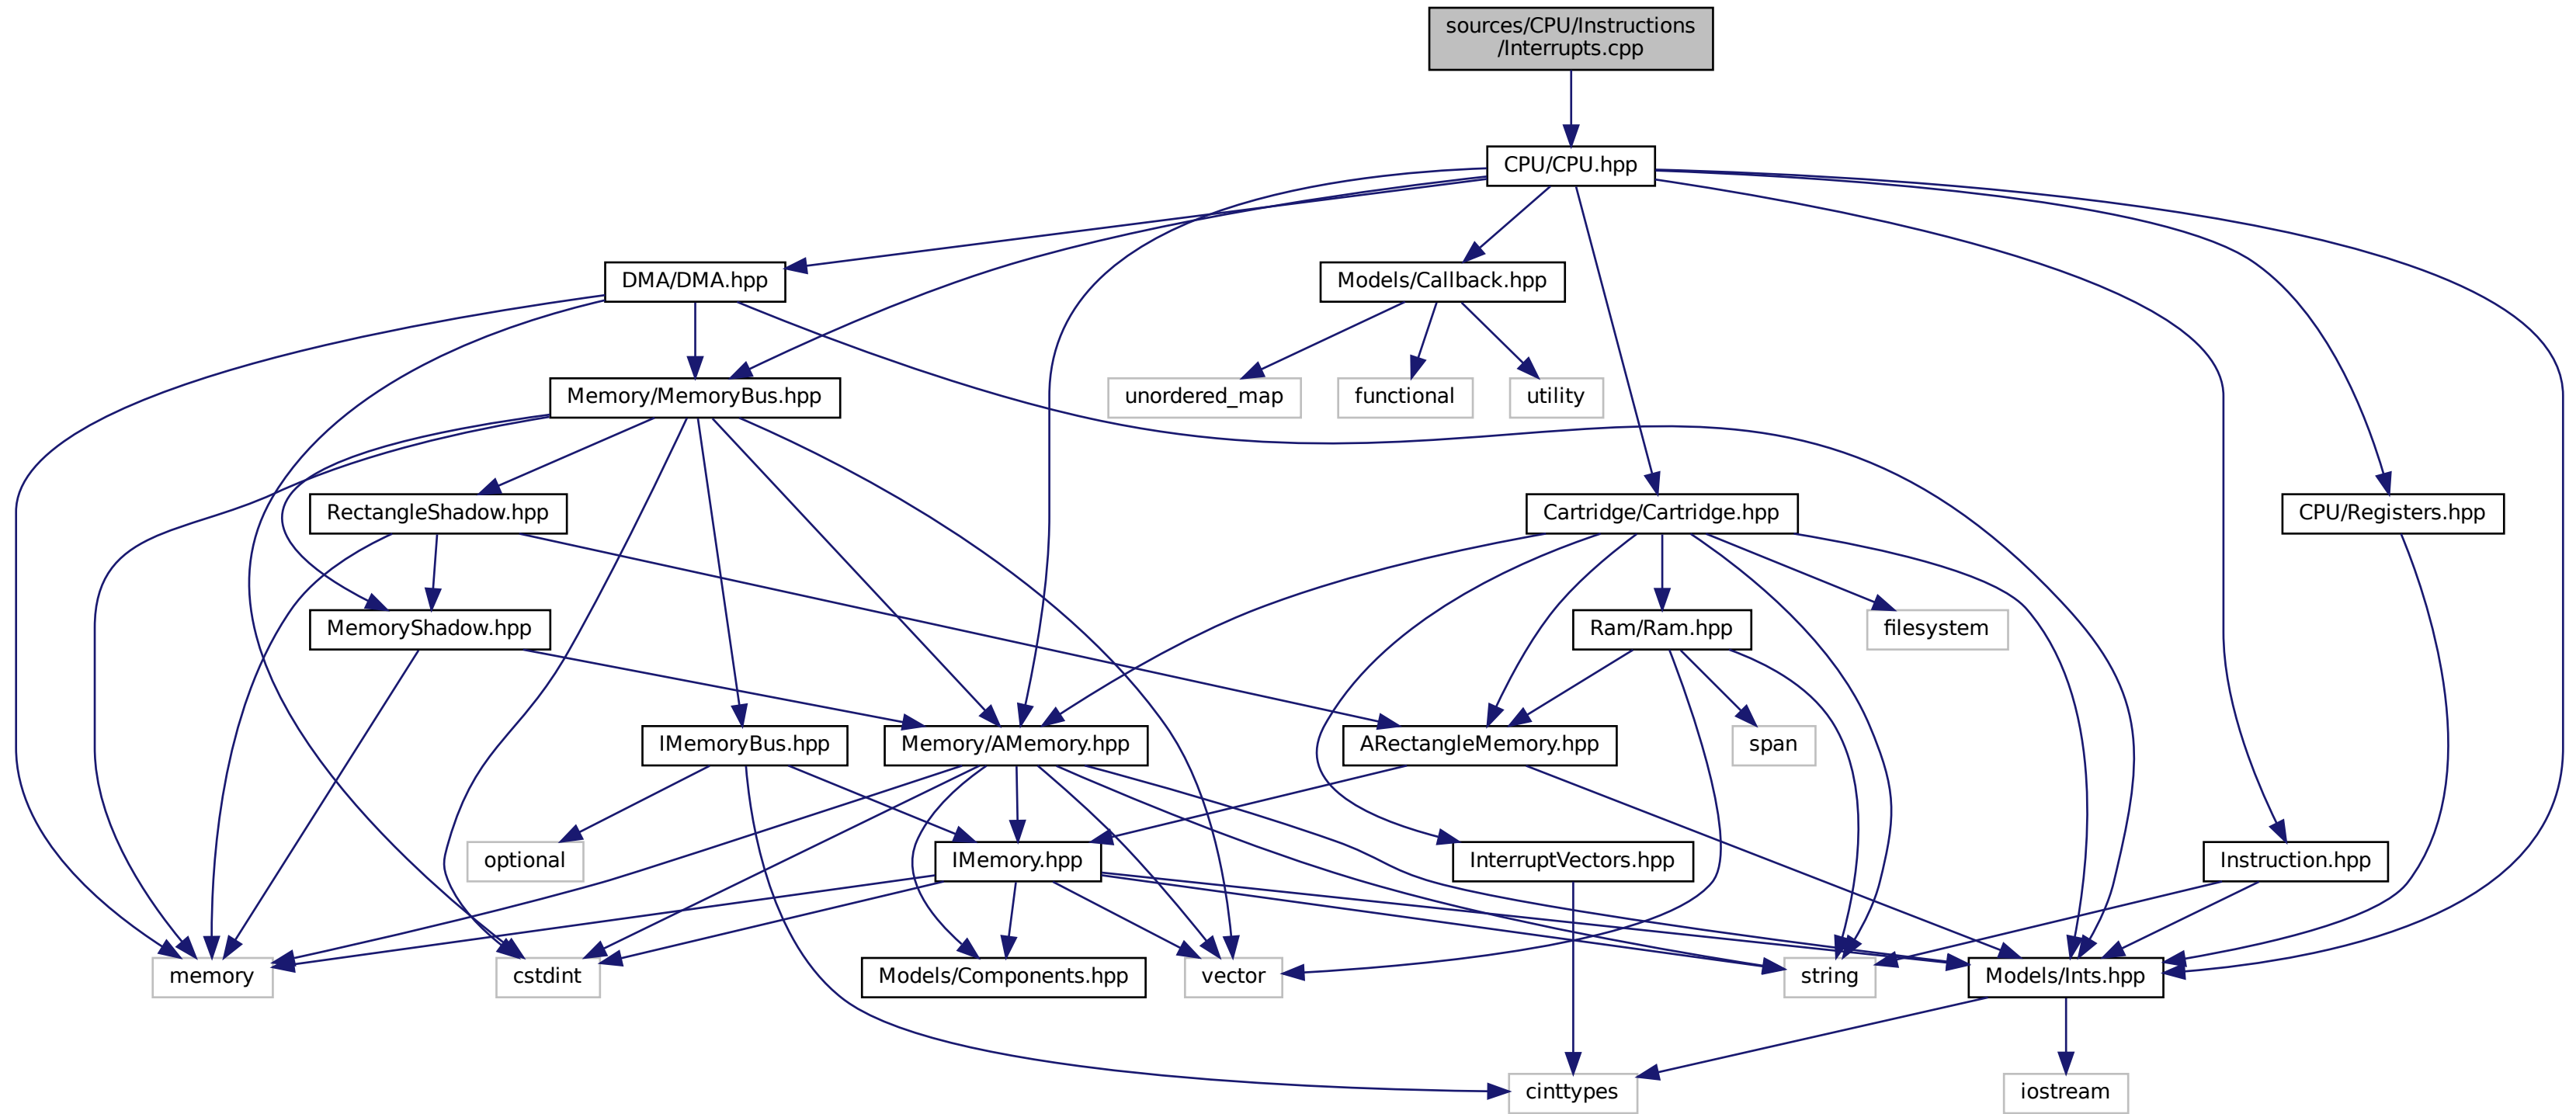 sources/CPU/Instructions
/Interrupts.cpp
CPU/CPU.hpp
DMA/DMA.hpp
Models/Callback.hpp
Memory/MemoryBus.hpp
unordered_map
functional
utility
RectangleShadow.hpp
Cartridge/Cartridge.hpp
CPU/Registers.hpp
MemoryShadow.hpp
Ram/Ram.hpp
filesystem
IMemoryBus.hpp
Memory/AMemory.hpp
ARectangleMemory.hpp
span
optional
IMemory.hpp
InterruptVectors.hpp
Instruction.hpp
memory
cstdint
Models/Components.hpp
vector
string
Models/Ints.hpp
cinttypes
iostream